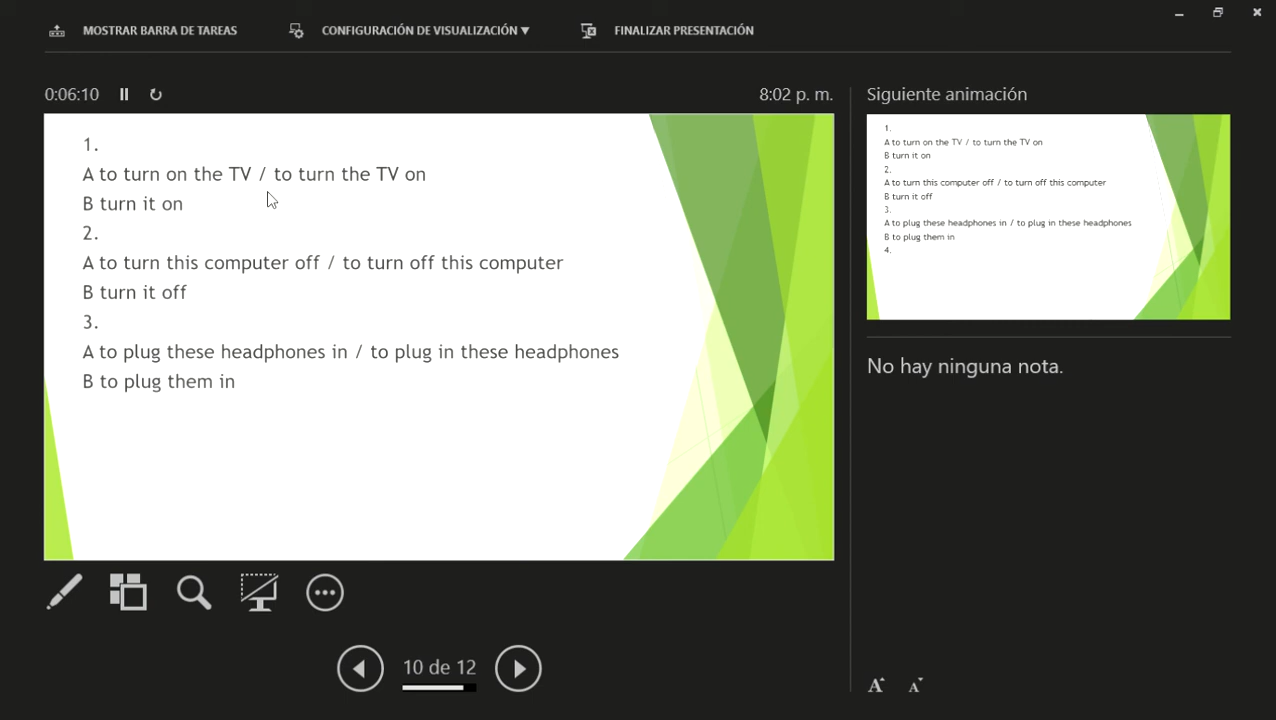 MOSTRAR BARRA DE TAREAS
CONFIGURACIÓN DE VISUALIZACIÓN ▼
FINALIZAR PRESENTACIÓN
0:06:10
8:02 p. m.
1.
A to turn on the TV / to turn the TV on
B turn it on
2.
A to turn this computer off / to turn off this computer
B turn it off
3.
A to plug these headphones in / to plug in these headphones
B to plug them in
10 de 12
Siguiente animación
1.
A to turn on the TV / to turn the TV on
B turn it on
2.
A to turn this computer off / to turn off this computer
B turn it off
3.
A to plug these headphones in / to plug in these headphones
B to plug them in
4.
No hay ninguna nota.
A A